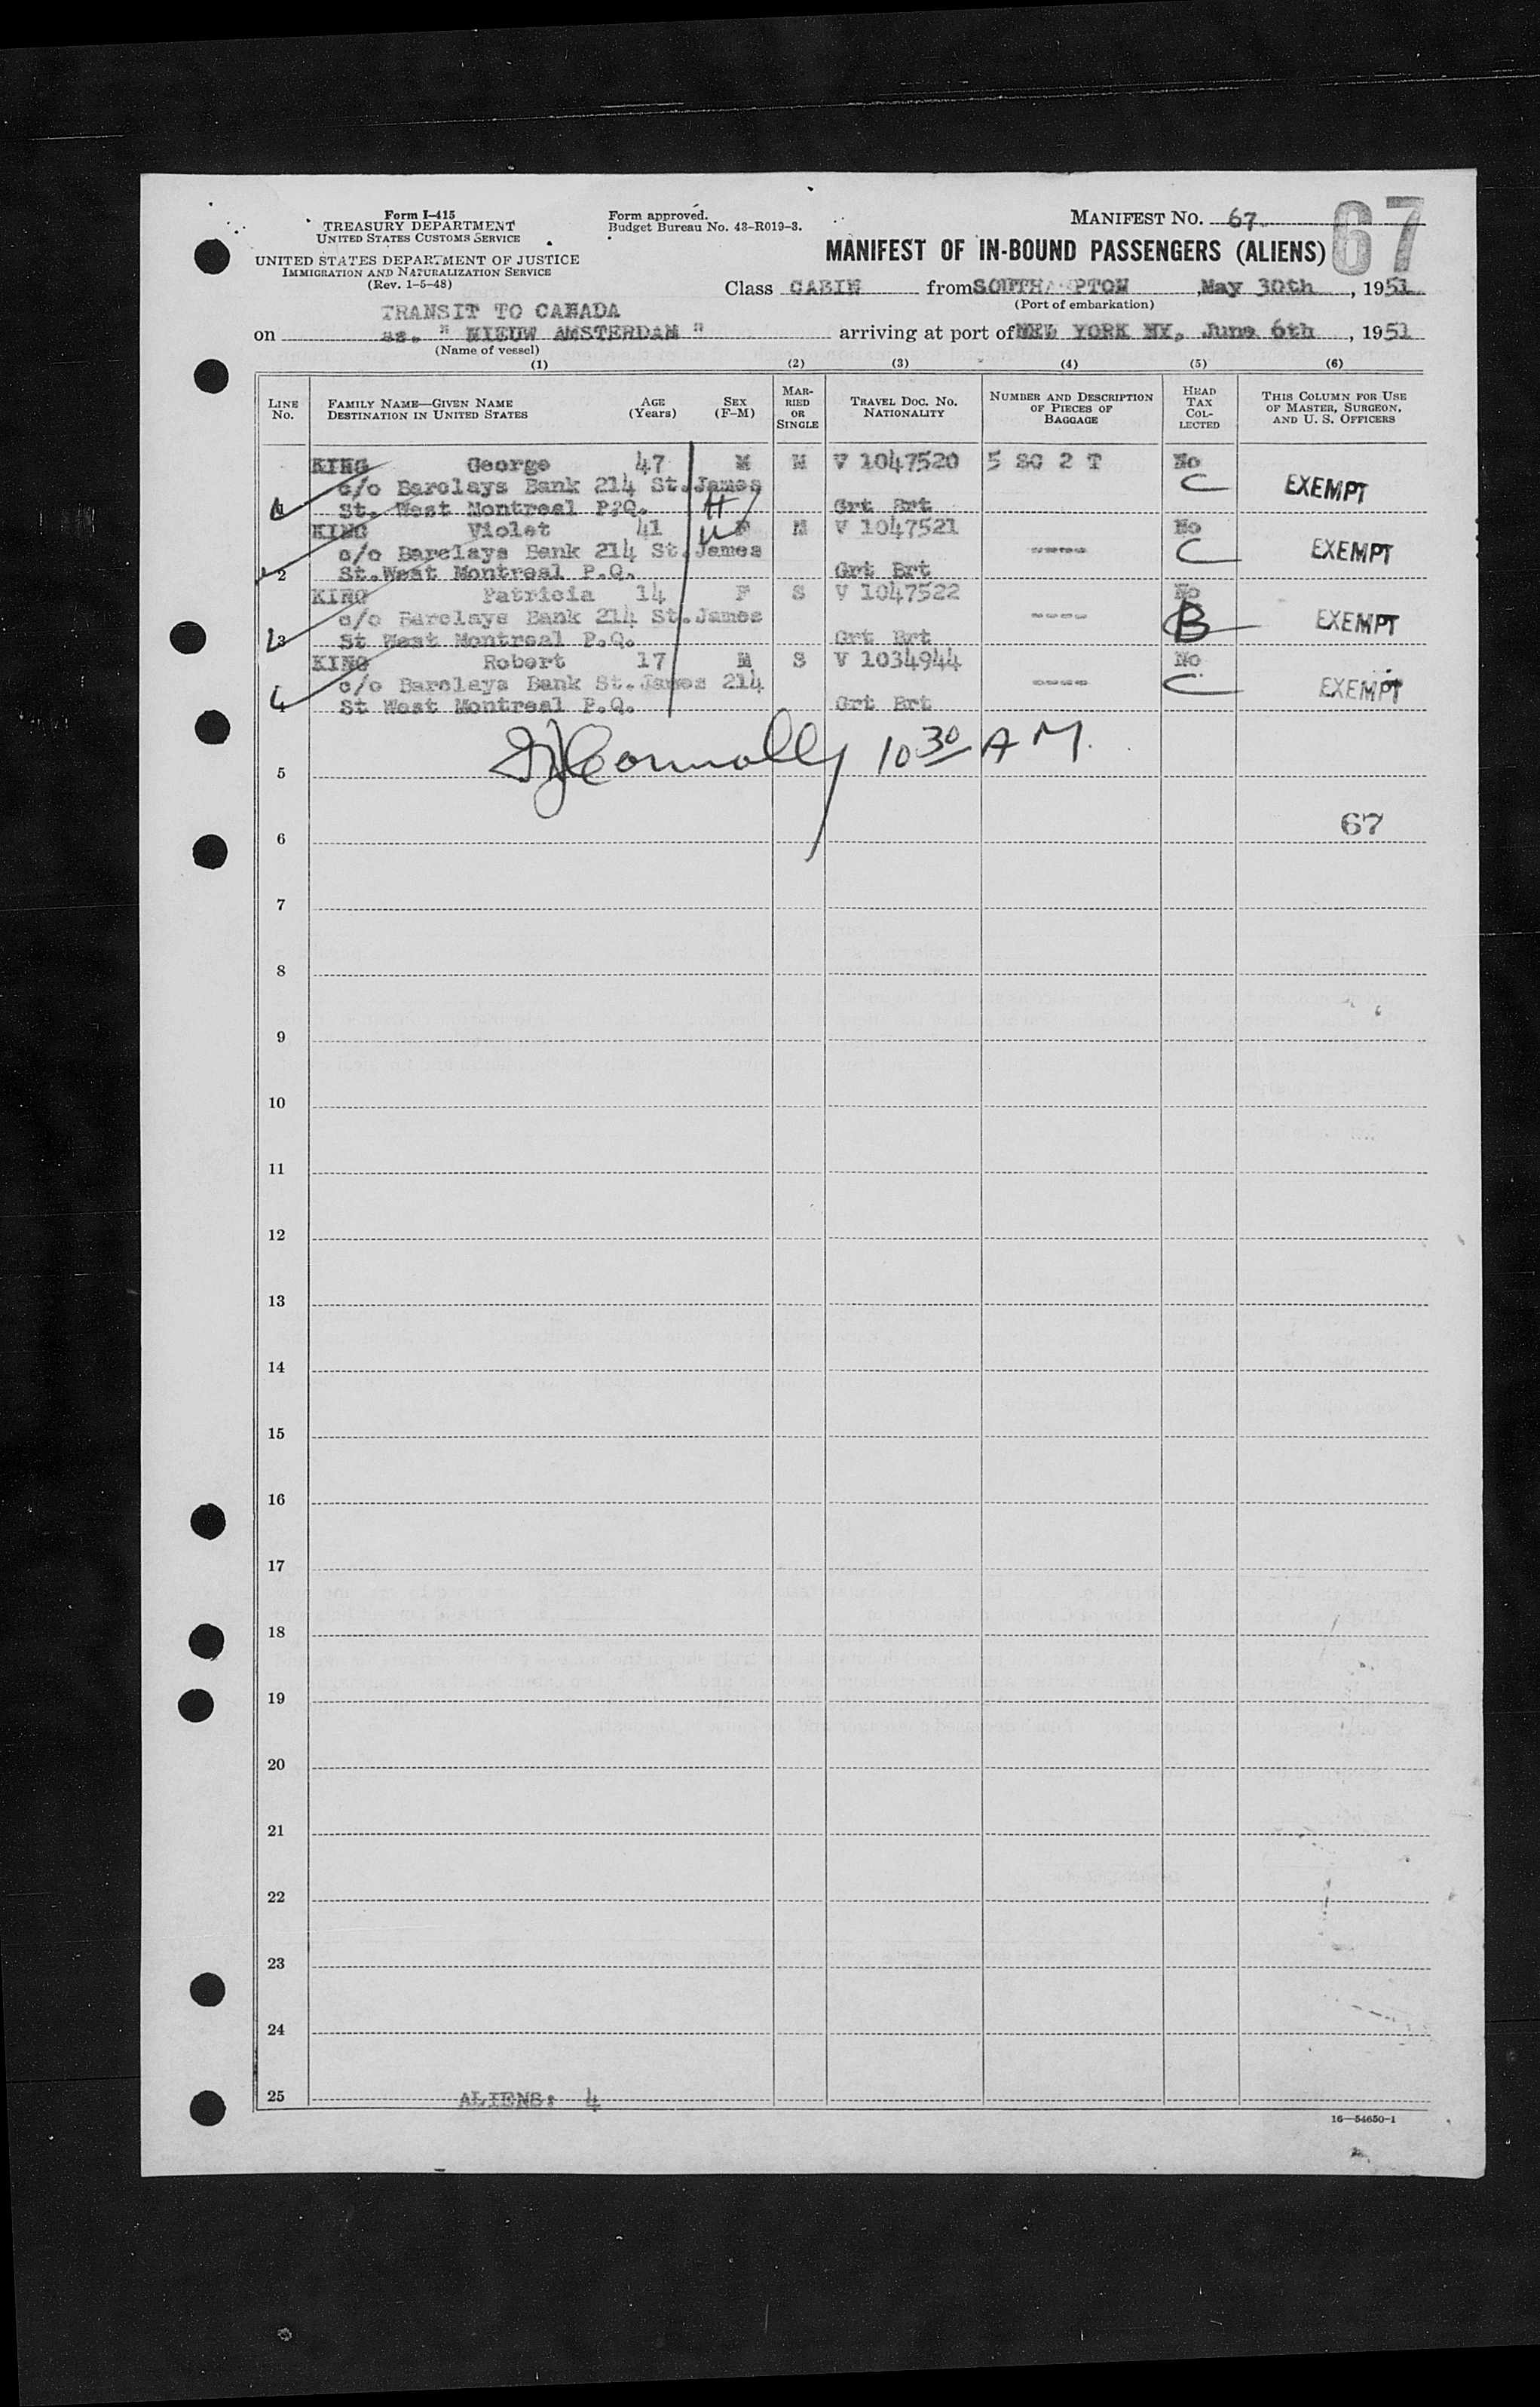 Form I-415
TREASURY DEPARTMENT
UNITED STATES CUSTOMS SERVICE
UNITED STATES DEPARTMENT OF JUSTICE
IMMIGRATION AND NATURALIZATION SERVICE
(Rev. 1-5-48)
Form approved.
Budget Bureau No. 43-R019-3.
MANIFEST NO. 67
67
MANIFEST OF IN-BOUND PASSENGERS (ALIENS)
Class CABIN from SOUTHAMPTON, May 30th, 1951
(Port of embarkation)
TRANSIT TO CANADA
on ss. " NIEUW AMSTERDAM " arriving at port of NEW YORK NY, June 6th, 1951
(Name of vessel)
(1) (2) (3) (4) (5) (6)
LINE No. FAMILY NAME—GIVEN NAME DESTINATION IN UNITED STATES AGE (Years) SEX (F-M) MARRIED OR SINGLE TRAVEL DOC. NO. NATIONALITY NUMBER AND DESCRIPTION OF PIECES OF BAGGAGE HEAD TAX COLLECTED THIS COLUMN FOR USE OF MASTER, SURGEON, AND U. S. OFFICERS
KING George 47 M M V 1047520 5 SC 2 T No
c/o Barclays Bank 214 St.James C EXEMPT
1 St. West Montreal P.Q. Grt Brt
KING Violet 41 F M V 1047521 No
c/o Barclays Bank 214 St.James ---- C EXEMPT
2 St.West Montreal P.Q. Grt Brt
KING Patricia 14 F S V 1047522 No
c/o Barclays Bank 214 St.James ---- B EXEMPT
3 St West Montreal P.Q. Grt Brt
KING Robert 17 M S V 1034944 No
c/o Barclays Bank St.James 214 ---- C EXEMPT
4 St West Montreal P.Q. Grt Brt
Connolly 10 30 AM.
5
67
6
7
8
9
10
11
12
13
14
15
16
17
18
19
20
21
22
23
24
25 ALIENS: 4
16—54650-1